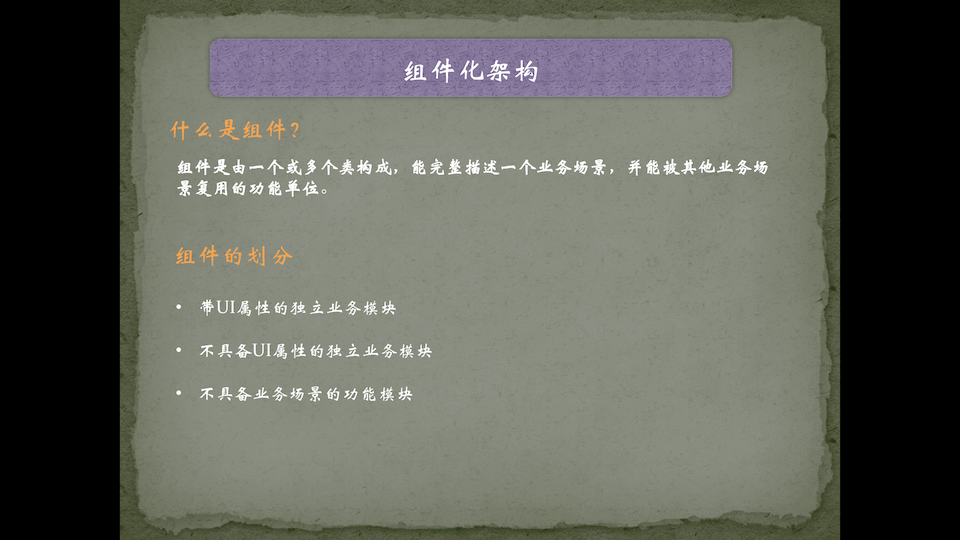 组件化架构
什么是组件?
组件是由一个或多个类构成，能完整描述一个业务场景，并能被其他业务场
景复用的功能单位。
组件的划分
• 带UI属性的独立业务模块
• 不具备UI属性的独立业务模块
• 不具备业务场景的功能模块